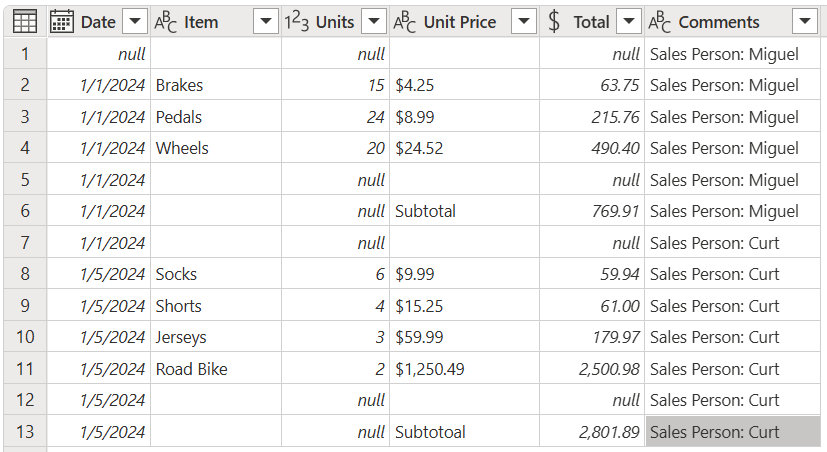 Date ABC Item 123 Units ABC Unit Price $ Total ABC Comments
1 null null null Sales Person: Miguel
2 1/1/2024 Brakes 15 $4.25 63.75 Sales Person: Miguel
3 1/1/2024 Pedals 24 $8.99 215.76 Sales Person: Miguel
4 1/1/2024 Wheels 20 $24.52 490.40 Sales Person: Miguel
5 1/1/2024 null null Sales Person: Miguel
6 1/1/2024 null Subtotal 769.91 Sales Person: Miguel
7 1/1/2024 null null Sales Person: Curt
8 1/5/2024 Socks 6 $9.99 59.94 Sales Person: Curt
9 1/5/2024 Shorts 4 $15.25 61.00 Sales Person: Curt
10 1/5/2024 Jerseys 3 $59.99 179.97 Sales Person: Curt
11 1/5/2024 Road Bike 2 $1,250.49 2,500.98 Sales Person: Curt
12 1/5/2024 null null Sales Person: Curt
13 1/5/2024 null Subtotoal 2,801.89 Sales Person: Curt